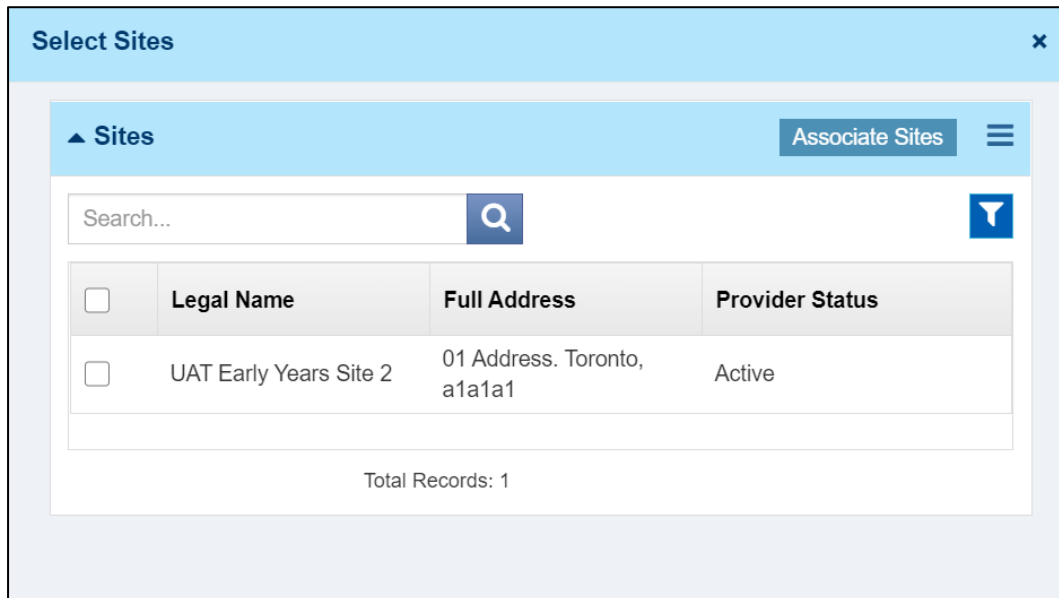 Select Sites
Sites
Associate Sites
Search...
Legal Name
Full Address
Provider Status
UAT Early Years Site 2
01 Address. Toronto,
a1a1a1
Active
Total Records: 1